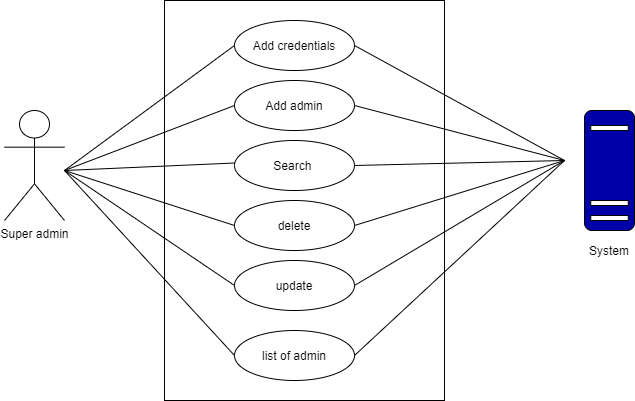 Add credentials
Add admin
Search
delete
update
list of admin
Super admin
System